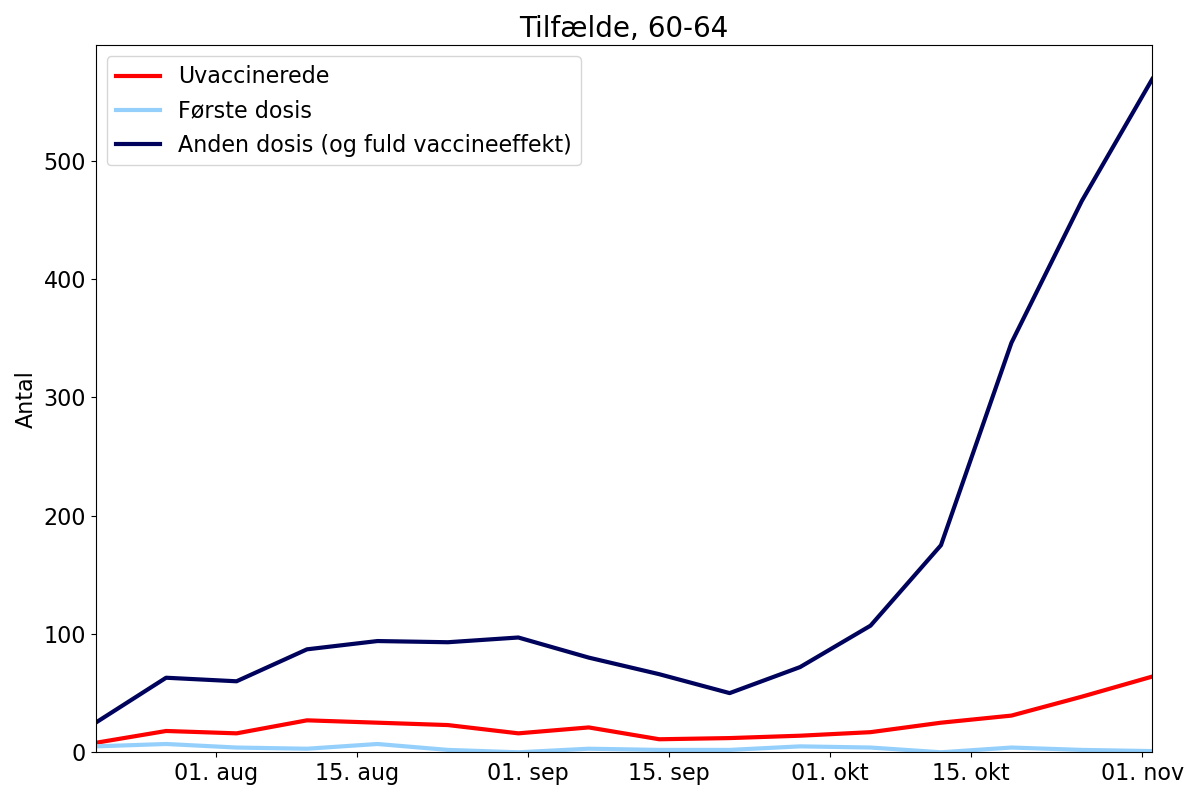 Tilfælde, 60-64
Uvaccinerede
Første dosis
Anden dosis (og fuld vaccineeffekt)
Antal
500
400
300
200
100
0
01. aug
15. aug
01. sep
15. sep
01. okt
15. okt
01. nov